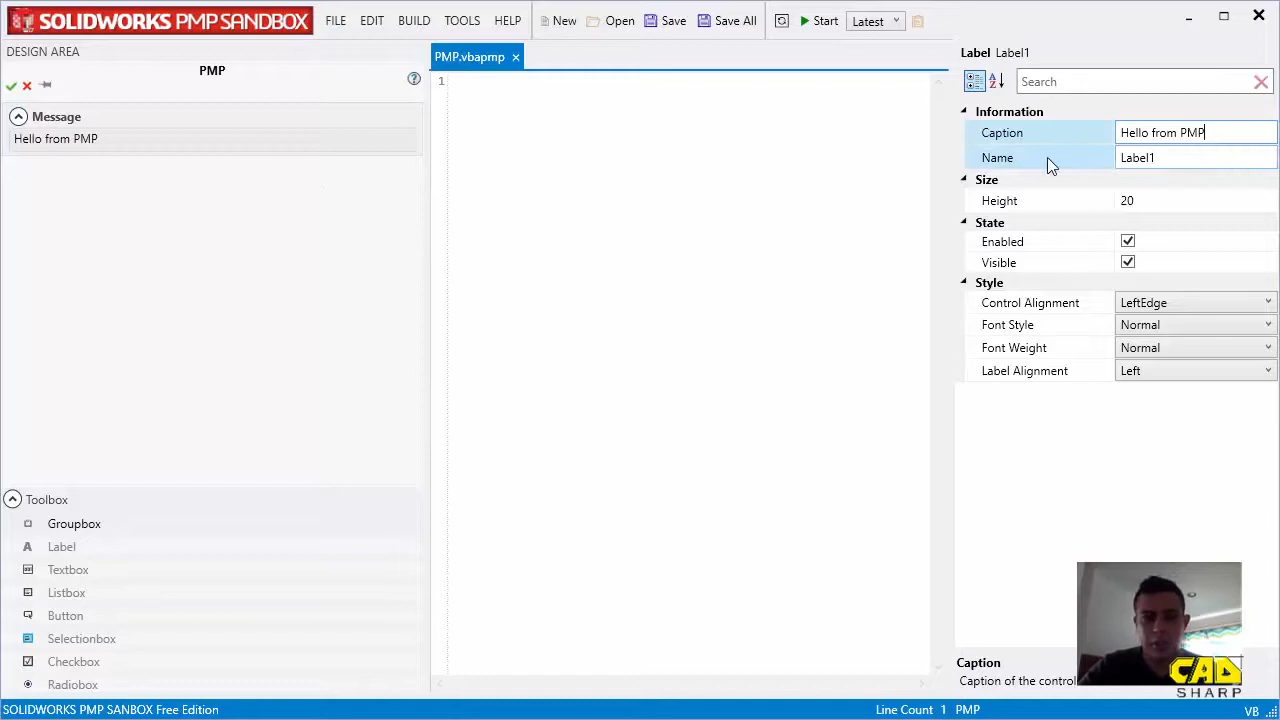 SOLIDWORKS PMP SANDBOX
FILE EDIT BUILD TOOLS HELP New Open Save Save All Start Latest
DESIGN AREA
PMP
Message
Hello from PMP
Toolbox
Groupbox
A Label
Textbox
Listbox
Button
Selectionbox
Checkbox
Radiobox
PMP.vbapmp ×
1
Label Label1
Search
Information
Caption Hello from PMP
Name Label1
Size
Height 20
State
Enabled
Visible
Style
Control Alignment LeftEdge
Font Style Normal
Font Weight Normal
Label Alignment Left
Caption
Caption of the control
CAD
SHARP
SOLIDWORKS PMP SANBOX Free Edition Line Count 1 PMP VB